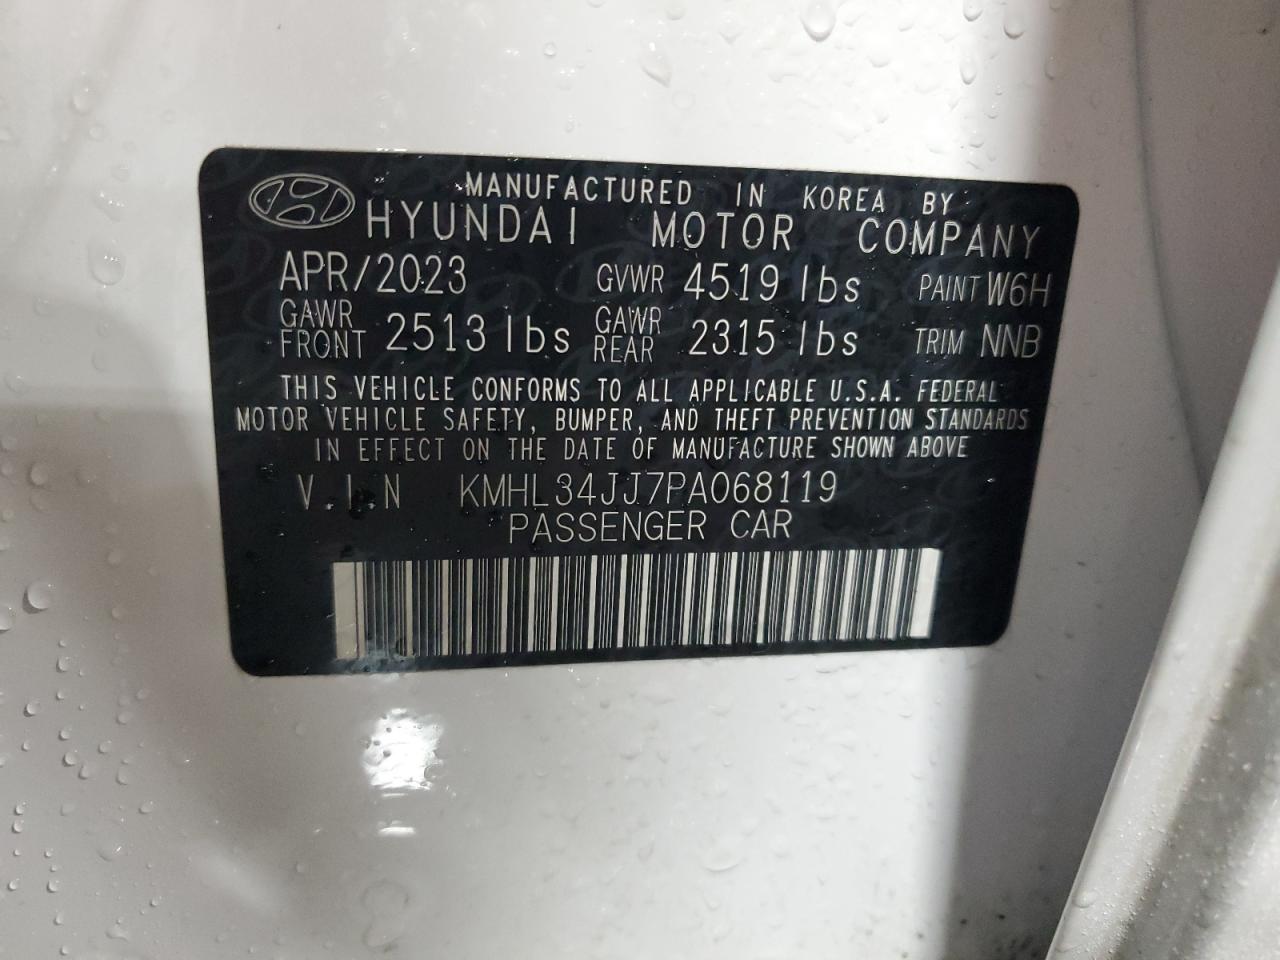 MANUFACTURED IN KOREA BY
HYUNDAI MOTOR COMPANY
APR/2023 GVWR 4519 lbs PAINT W6H
GAWR FRONT 2513 lbs GAWR REAR 2315 lbs TRIM NNB
THIS VEHICLE CONFORMS TO ALL APPLICABLE U.S.A. FEDERAL
MOTOR VEHICLE SAFETY, BUMPER, AND THEFT PREVENTION STANDARDS
IN EFFECT ON THE DATE OF MANUFACTURE SHOWN ABOVE
V.I.N KMHL34JJ7PA068119
PASSENGER CAR